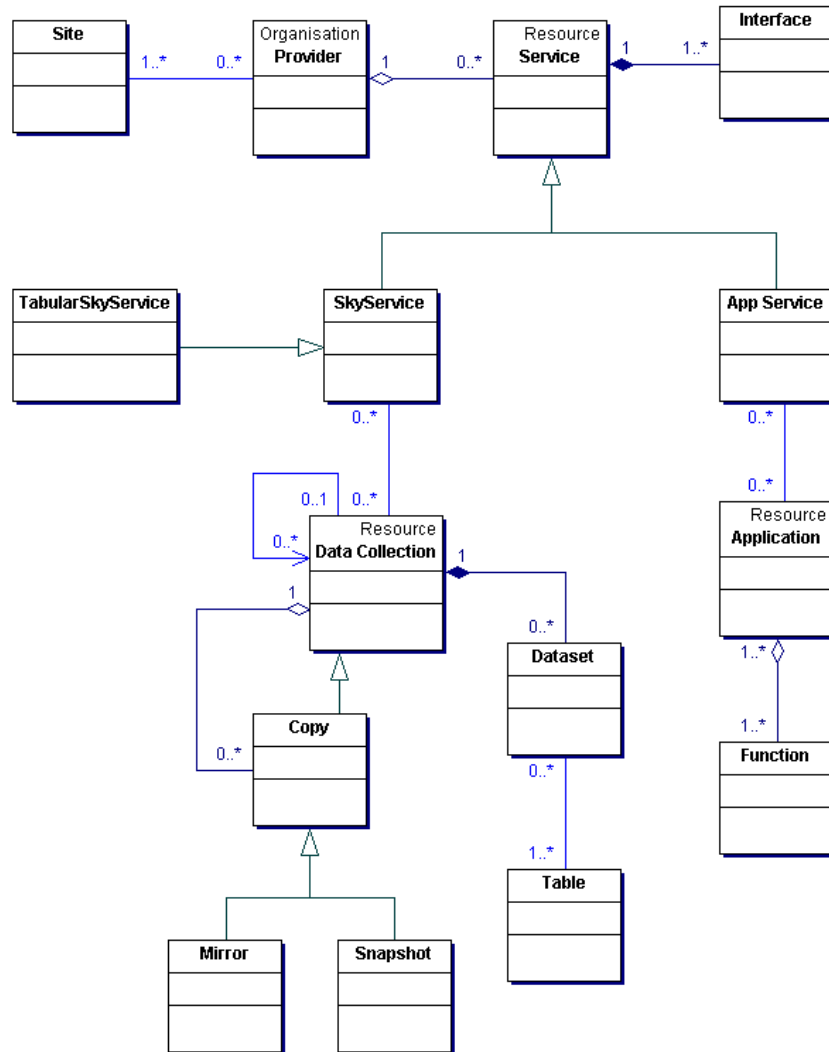 Site
Organisation
Provider
Resource
Service
Interface
1..*
0..*
1
0..*
1
1..*
TabularSkyService
SkyService
App Service
0..*
0..*
0..1
0..*
0..*
0..*
Resource
Data Collection
Resource
Application
1
1
0..*
Dataset
1..*
Copy
0..*
1..*
Function
0..*
1..*
Table
Mirror
Snapshot